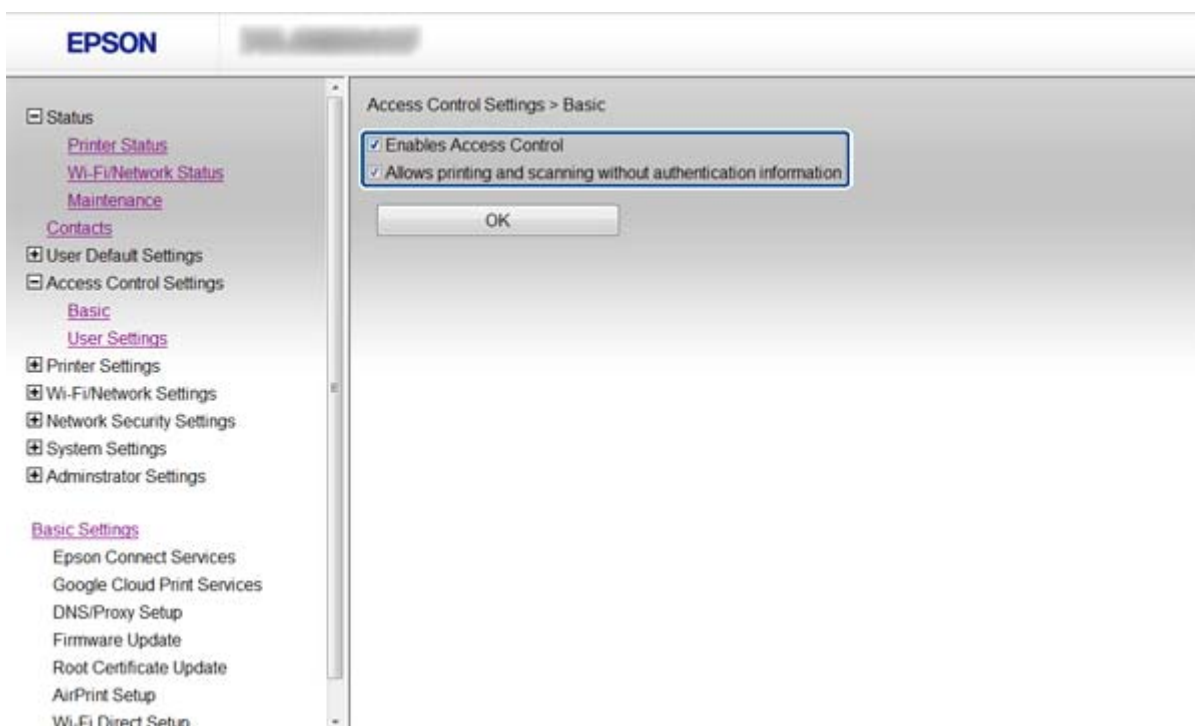 EPSON
Status
Printer Status
Wi-Fi/Network Status
Maintenance
Contacts
User Default Settings
Access Control Settings
Basic
User Settings
Printer Settings
Wi-Fi/Network Settings
Network Security Settings
System Settings
Adminstrator Settings
Basic Settings
Epson Connect Services
Google Cloud Print Services
DNS/Proxy Setup
Firmware Update
Root Certificate Update
AirPrint Setup
Wi-Fi Direct Setup
Access Control Settings > Basic
Enables Access Control
Allows printing and scanning without authentication information
OK